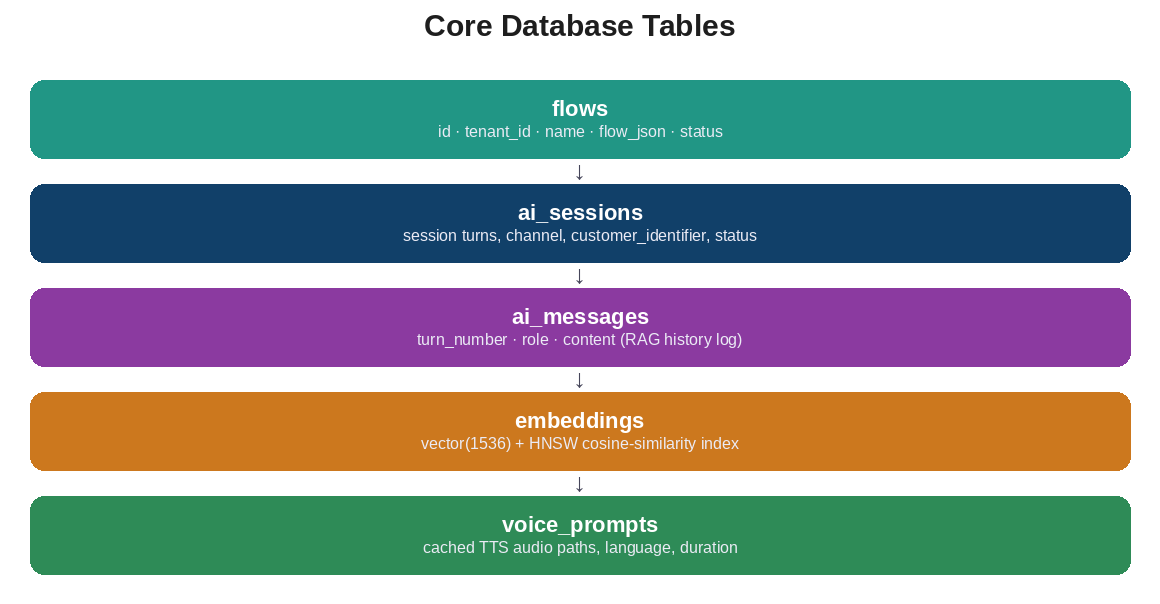 Core Database Tables
flows
id · tenant_id · name · flow_json · status
↓
ai_sessions
session turns, channel, customer_identifier, status
↓
ai_messages
turn_number · role · content (RAG history log)
↓
embeddings
vector(1536) + HNSW cosine-similarity index
↓
voice_prompts
cached TTS audio paths, language, duration